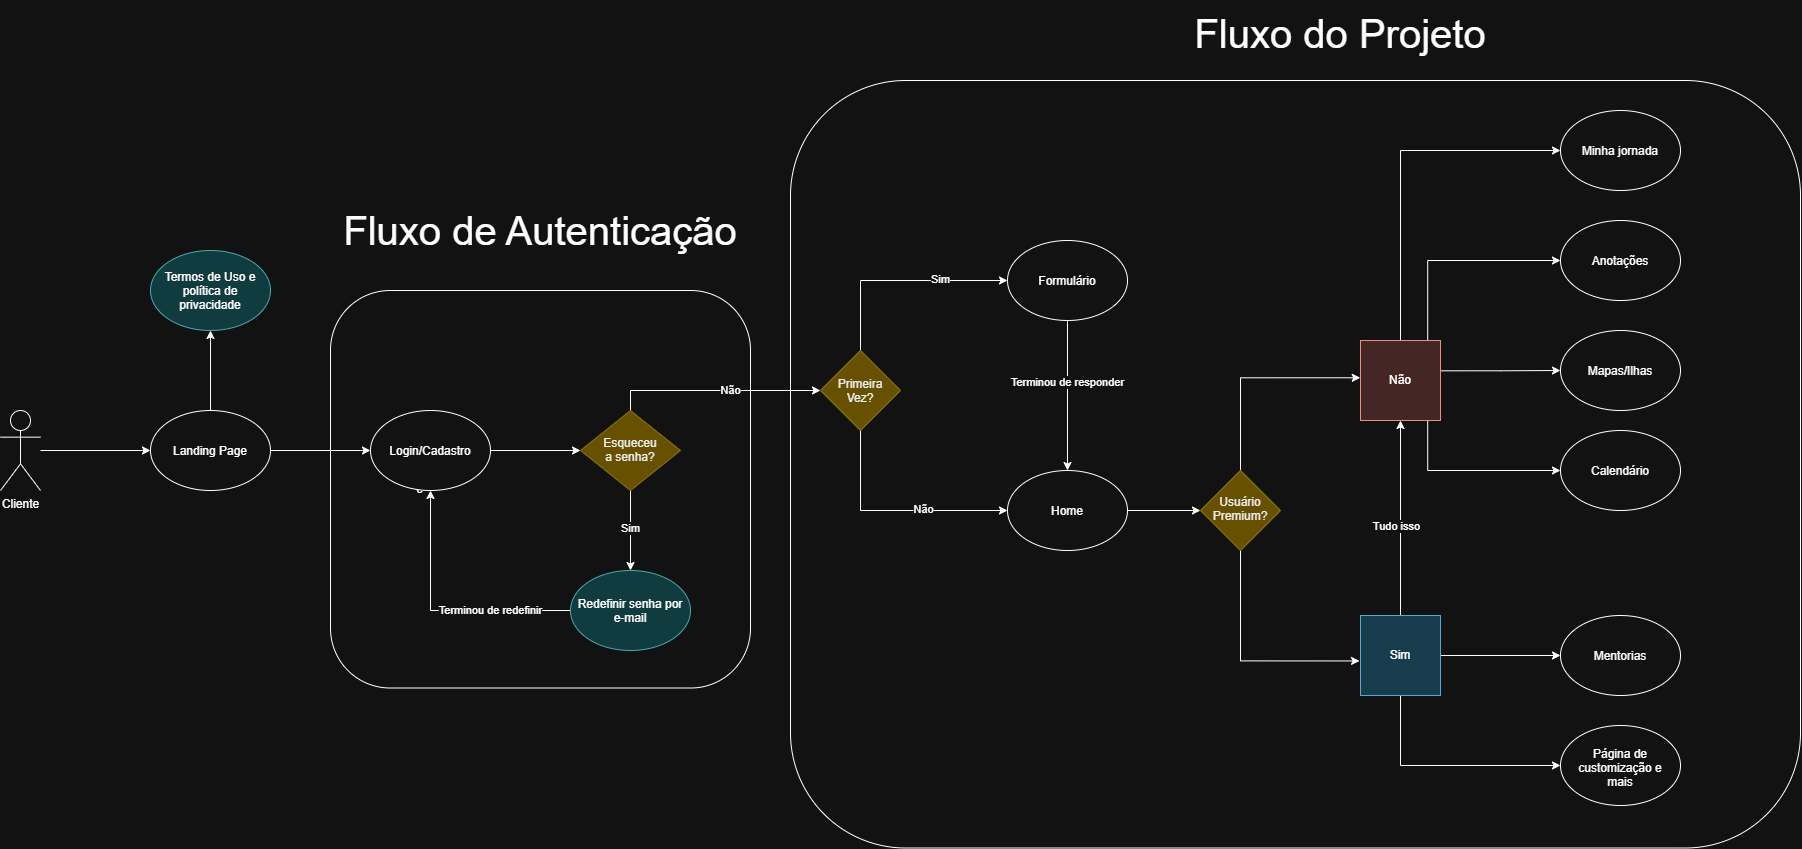 Fluxo do Projeto
Fluxo de Autenticação
Termos de Uso e
política de
privacidade
Cliente
Landing Page
Login/Cadastro
Esqueceu
a senha?
Não
Sim
Redefinir senha por
e-mail
Terminou de redefinir
Primeira
Vez?
Sim
Formulário
Terminou de responder
Não
Home
Usuário
Premium?
Não
Minha jornada
Anotações
Mapas/Ilhas
Calendário
Tudo isso
Sim
Mentorias
Página de
customização e
mais